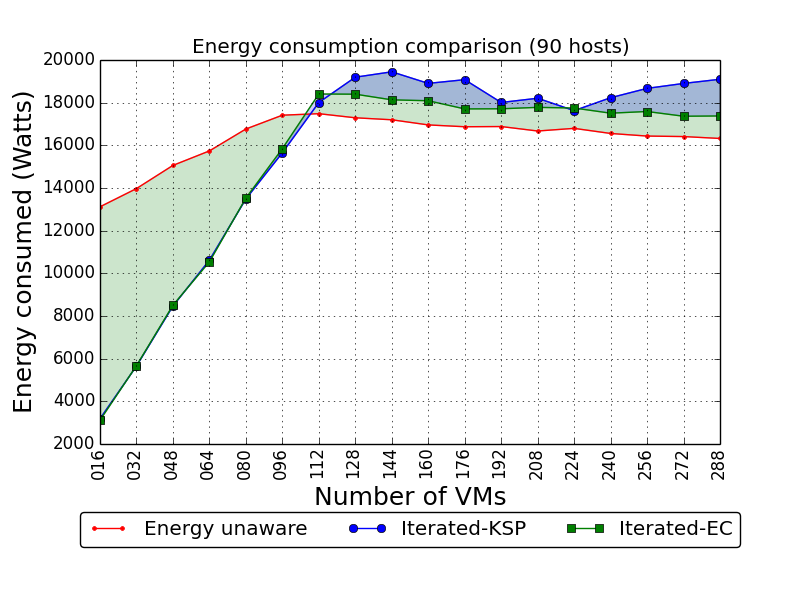 Energy consumption comparison (90 hosts)
Energy consumed (Watts)
20000
18000
16000
14000
12000
10000
8000
6000
4000
2000
016 032 048 064 080 096 112 128 144 160 176 192 208 224 240 256 272 288
Number of VMs
Energy unaware Iterated-KSP Iterated-EC